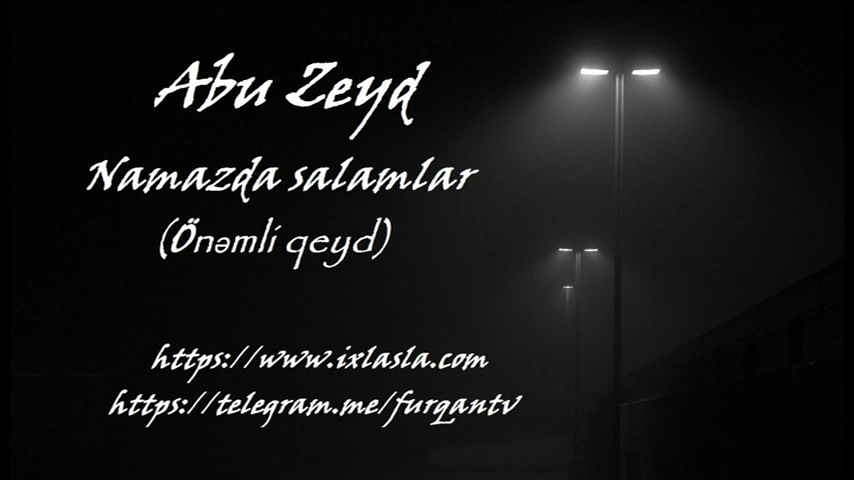 Abu Zeyd
Namazda salamlar
(Önəmli qeyd)
https://www.ixlasla.com
https://telegram.me/furqantv